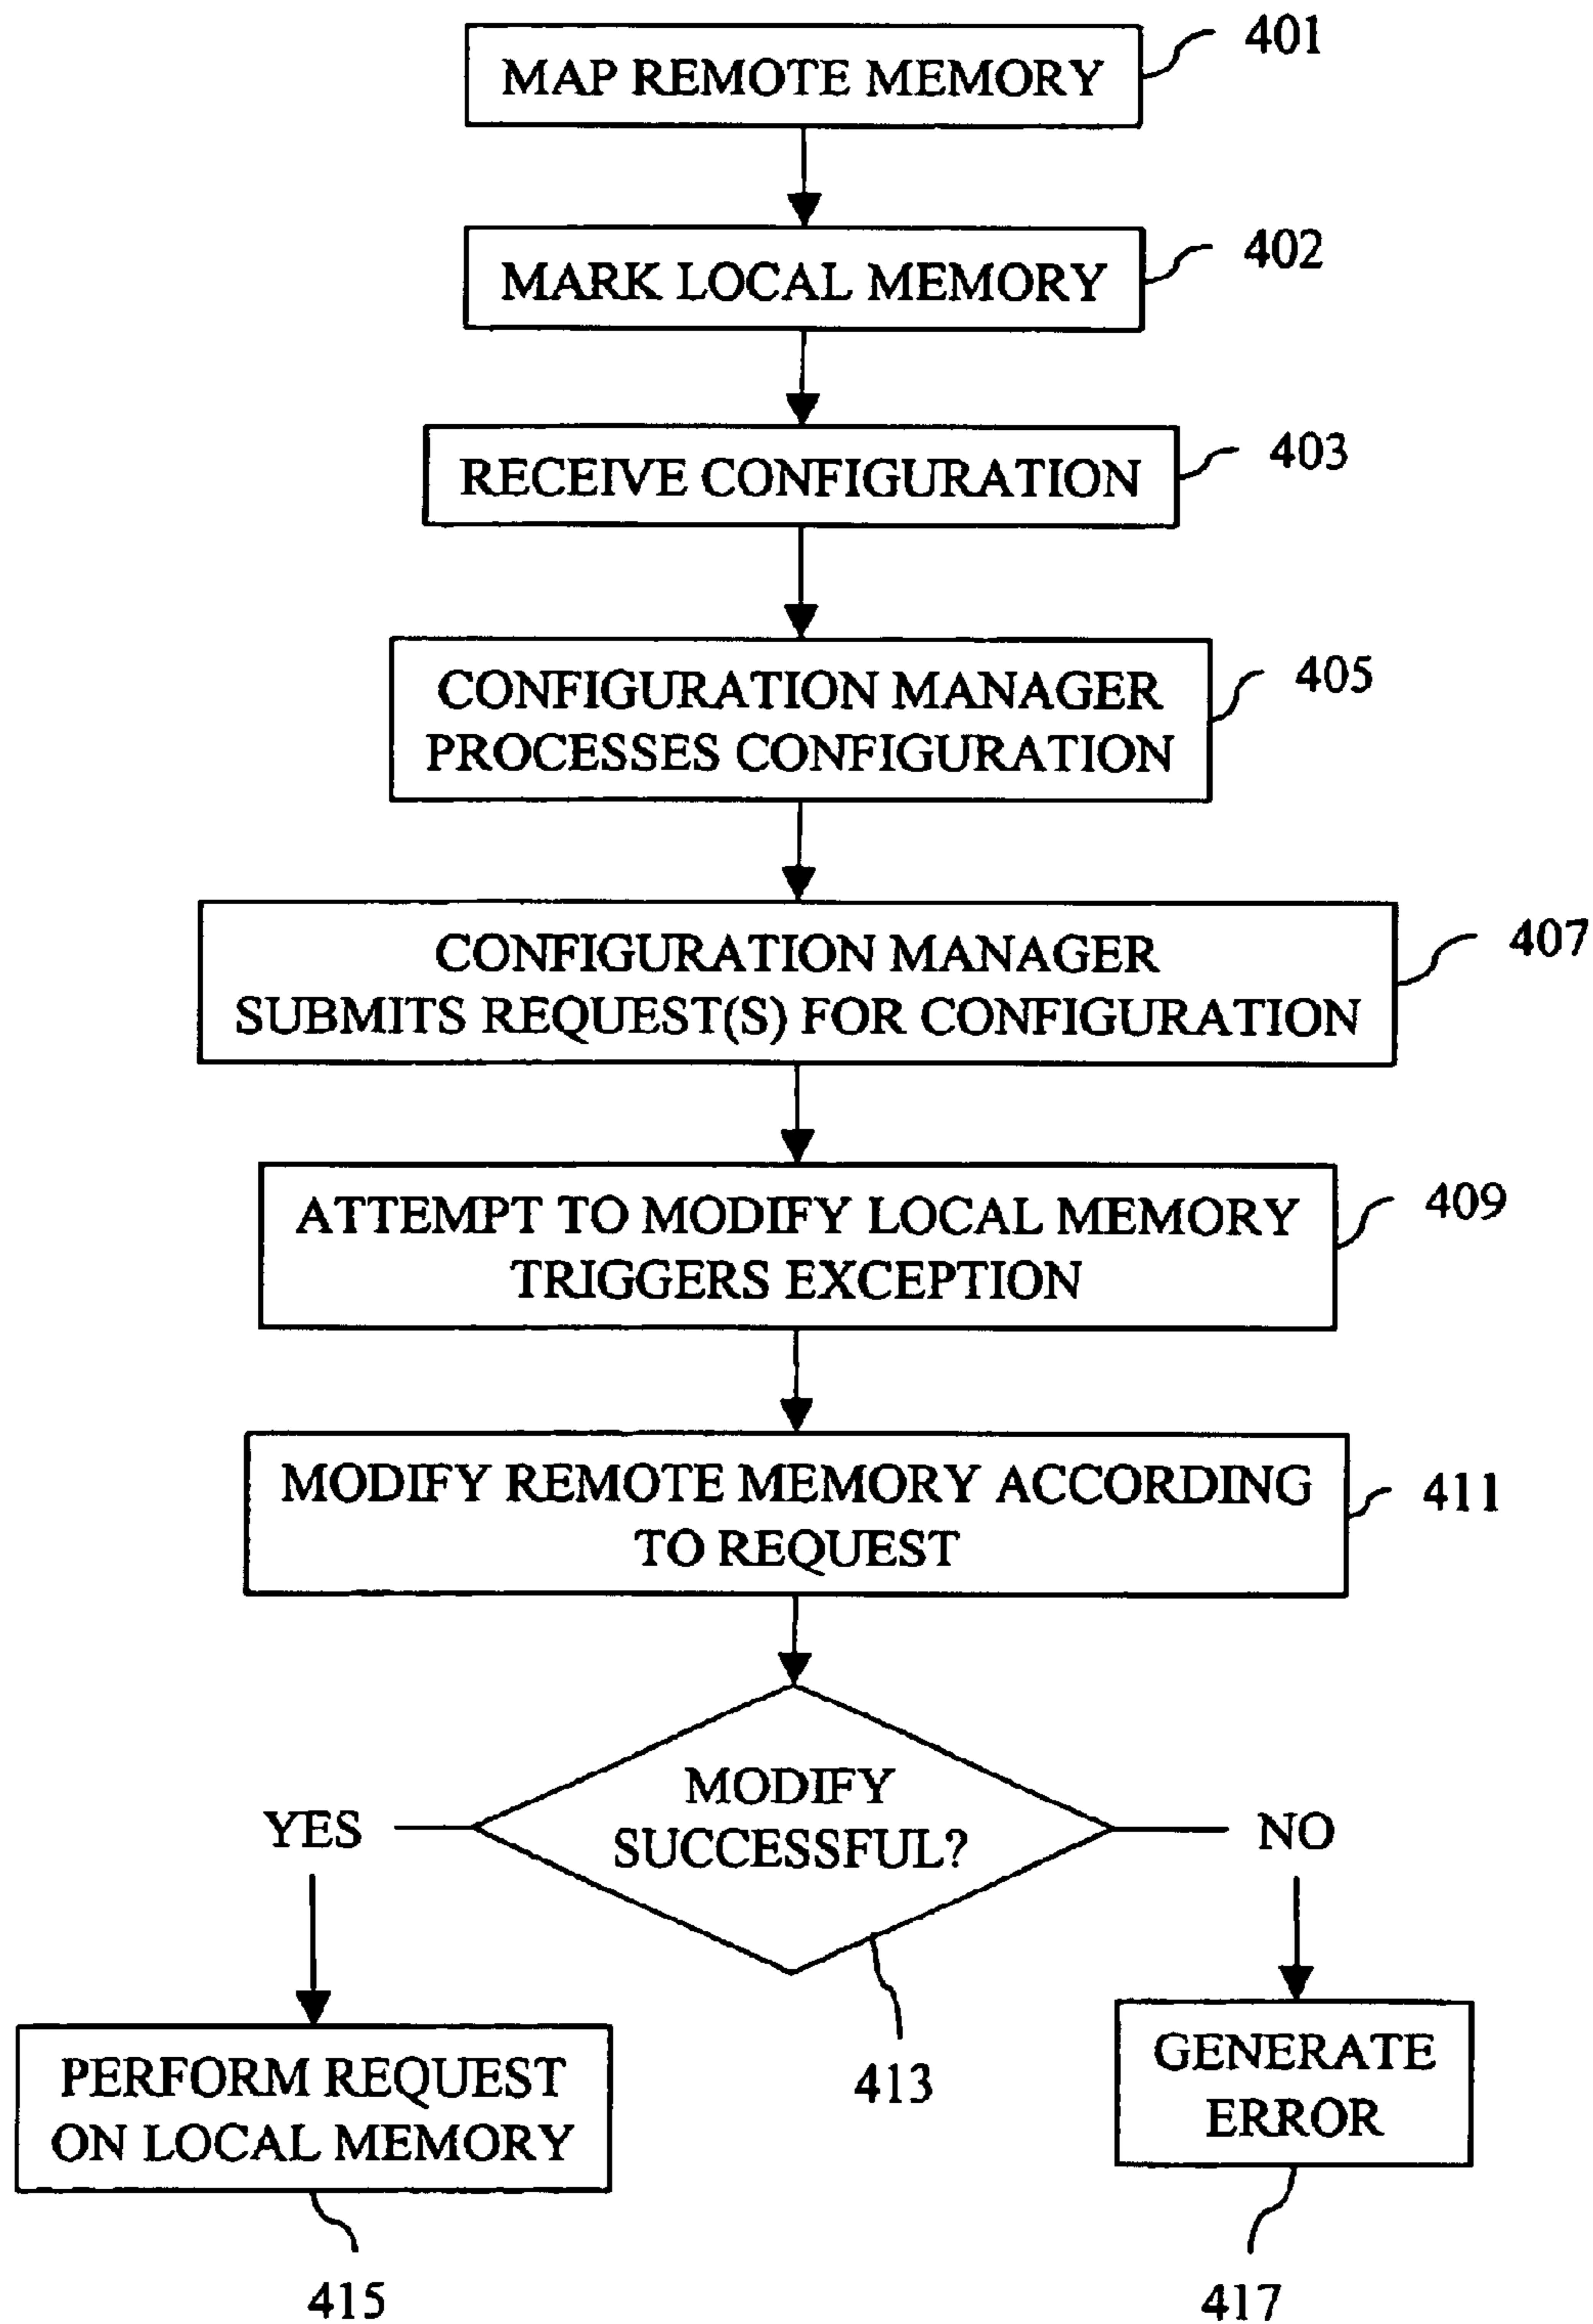 MAP REMOTE MEMORY
401
MARK LOCAL MEMORY
402
RECEIVE CONFIGURATION
403
CONFIGURATION MANAGER
PROCESSES CONFIGURATION
405
CONFIGURATION MANAGER
SUBMITS REQUEST(S) FOR CONFIGURATION
407
ATTEMPT TO MODIFY LOCAL MEMORY
TRIGGERS EXCEPTION
409
MODIFY REMOTE MEMORY ACCORDING
TO REQUEST
411
MODIFY
SUCCESSFUL?
YES
NO
413
PERFORM REQUEST
ON LOCAL MEMORY
415
GENERATE
ERROR
417